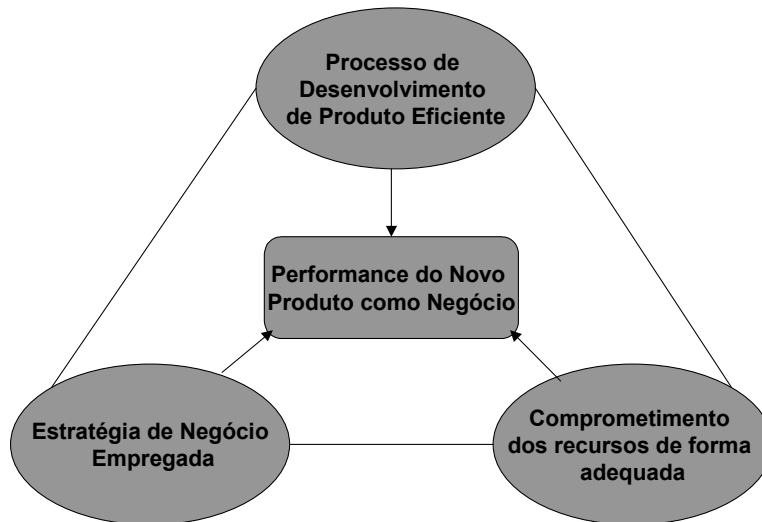 Processo de
Desenvolvimento
de Produto Eficiente
Performance do Novo
Produto como Negócio
Estratégia de Negócio
Empregada
Comprometimento
dos recursos de forma
adequada